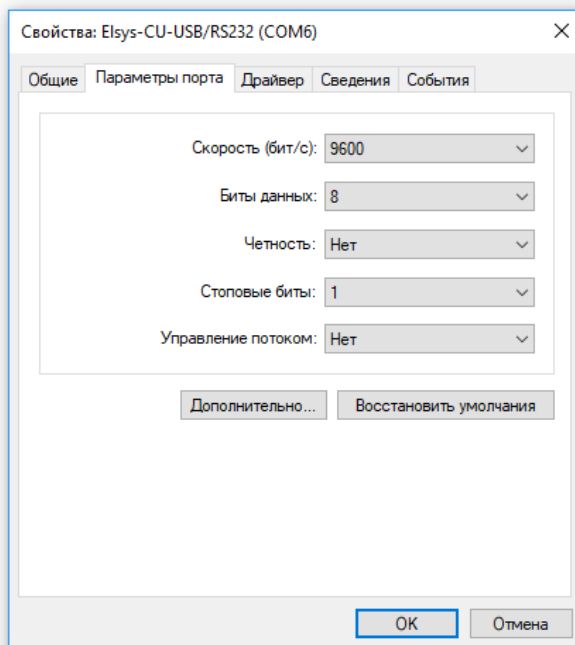 Свойства: Elsys-CU-USB/RS232 (COM6)
Общие Параметры порта Драйвер Сведения События
Скорость (бит/с): 9600
Биты данных: 8
Четность: Нет
Стоповые биты: 1
Управление потоком: Нет
Дополнительно... Восстановить умолчания
OK Отмена